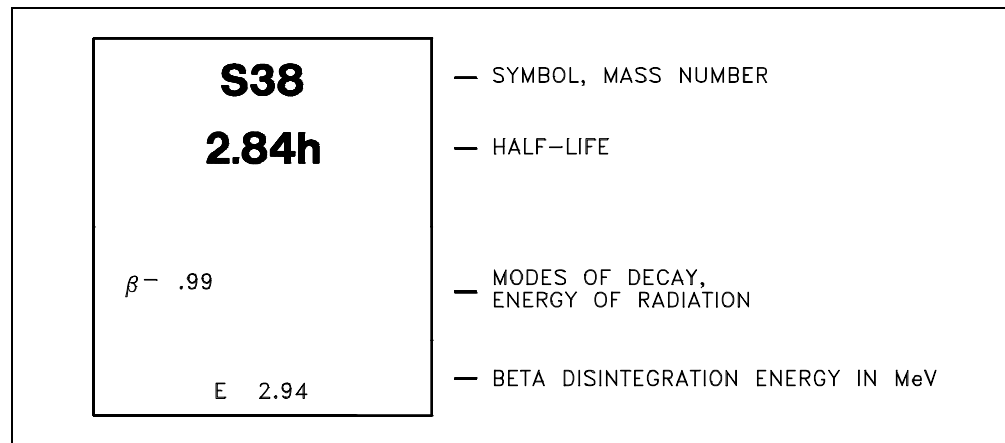 S38
— SYMBOL, MASS NUMBER
2.84h
— HALF–LIFE
β– .99
— MODES OF DECAY,
ENERGY OF RADIATION
E 2.94
— BETA DISINTEGRATION ENERGY IN MeV